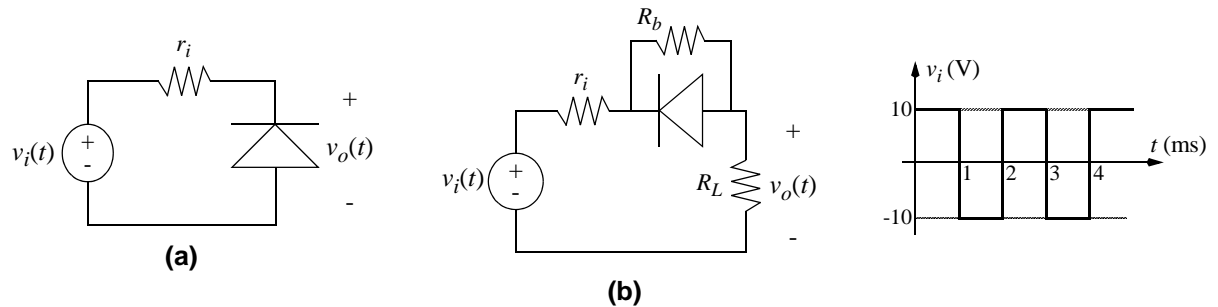 r_i
+
-
v_i(t)
+
v_o(t)
-
(a)
R_b
r_i
+
-
v_i(t)
R_L
+
v_o(t)
-
(b)
v_i (V)
10
t (ms)
1 2 3 4
-10